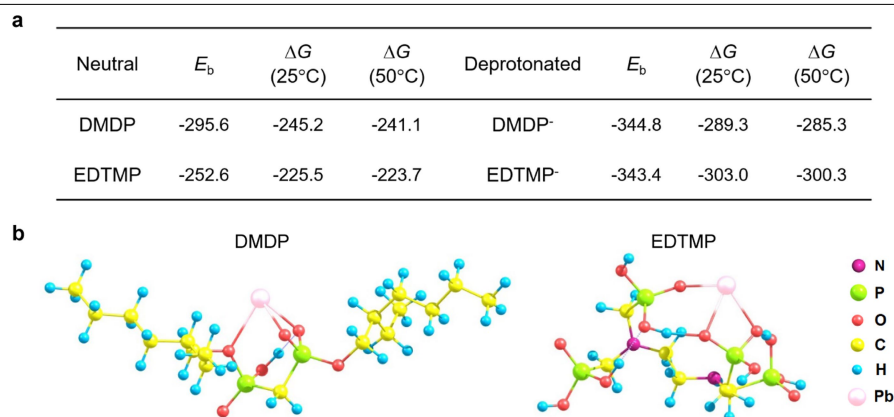 a
Neutral E_b ΔG (25°C) ΔG (50°C) Deprotonated E_b ΔG (25°C) ΔG (50°C)
DMDP -295.6 -245.2 -241.1 DMDP⁻ -344.8 -289.3 -285.3
EDTMP -252.6 -225.5 -223.7 EDTMP⁻ -343.4 -303.0 -300.3
b
DMDP EDTMP
N
P
O
C
H
Pb